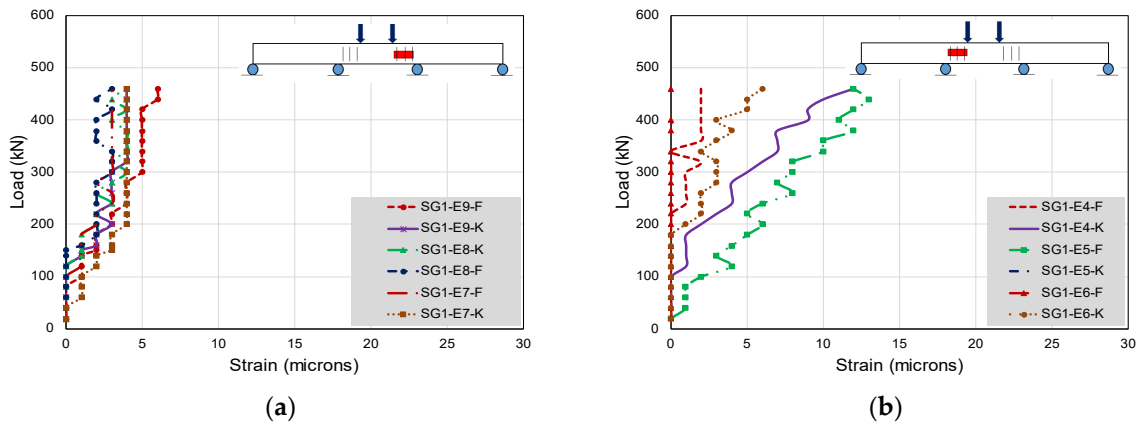 600
500
400
300
200
100
0
Load (kN)
SG1-E9-F
SG1-E9-K
SG1-E8-K
SG1-E8-F
SG1-E7-F
SG1-E7-K
0 5 10 15 20 25 30
Strain (microns)
(a)
600
500
400
300
200
100
0
Load (kN)
SG1-E4-F
SG1-E4-K
SG1-E5-F
SG1-E5-K
SG1-E6-F
SG1-E6-K
0 5 10 15 20 25 30
Strain (microns)
(b)